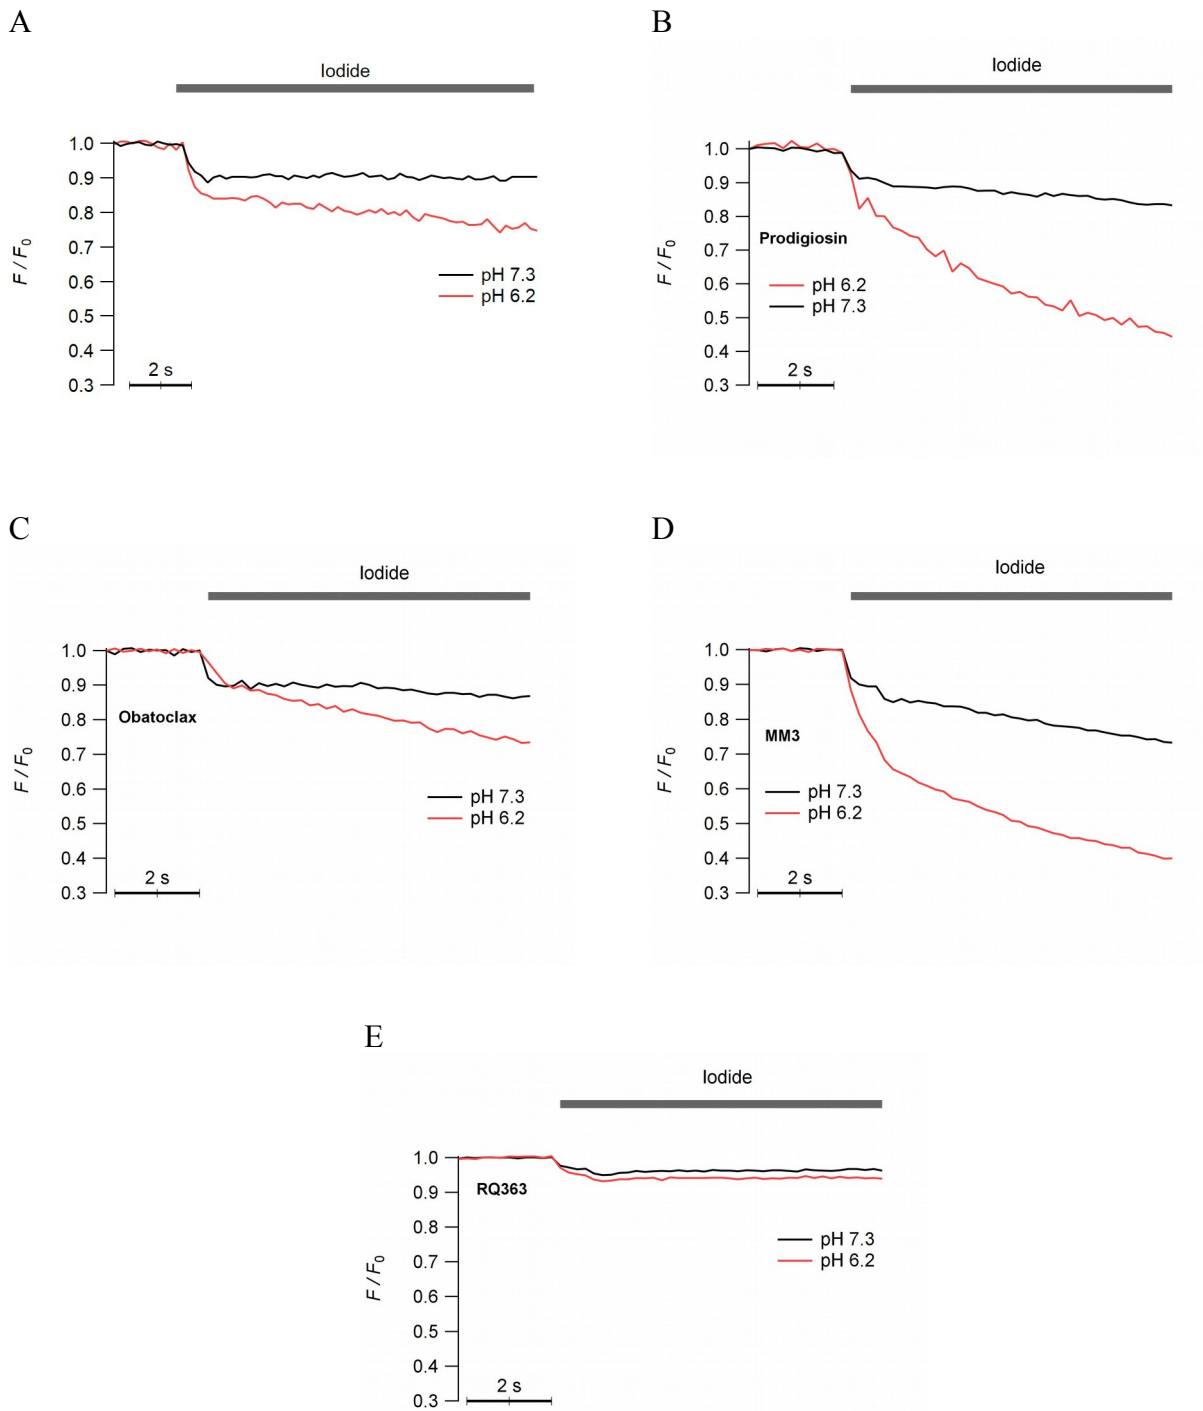 A
Iodide
1.0
0.9
0.8
0.7
0.6
0.5
0.4
0.3
F / F0
pH 7.3
pH 6.2
2 s
B
Iodide
1.0
0.9
0.8
0.7
0.6
0.5
0.4
0.3
F / F0
Prodigiosin
pH 6.2
pH 7.3
2 s
C
Iodide
1.0
0.9
0.8
0.7
0.6
0.5
0.4
0.3
F / F0
Obatoclax
pH 7.3
pH 6.2
2 s
D
Iodide
1.0
0.9
0.8
0.7
0.6
0.5
0.4
0.3
F / F0
MM3
pH 7.3
pH 6.2
2 s
E
Iodide
1.0
0.9
0.8
0.7
0.6
0.5
0.4
0.3
F / F0
RQ363
pH 7.3
pH 6.2
2 s